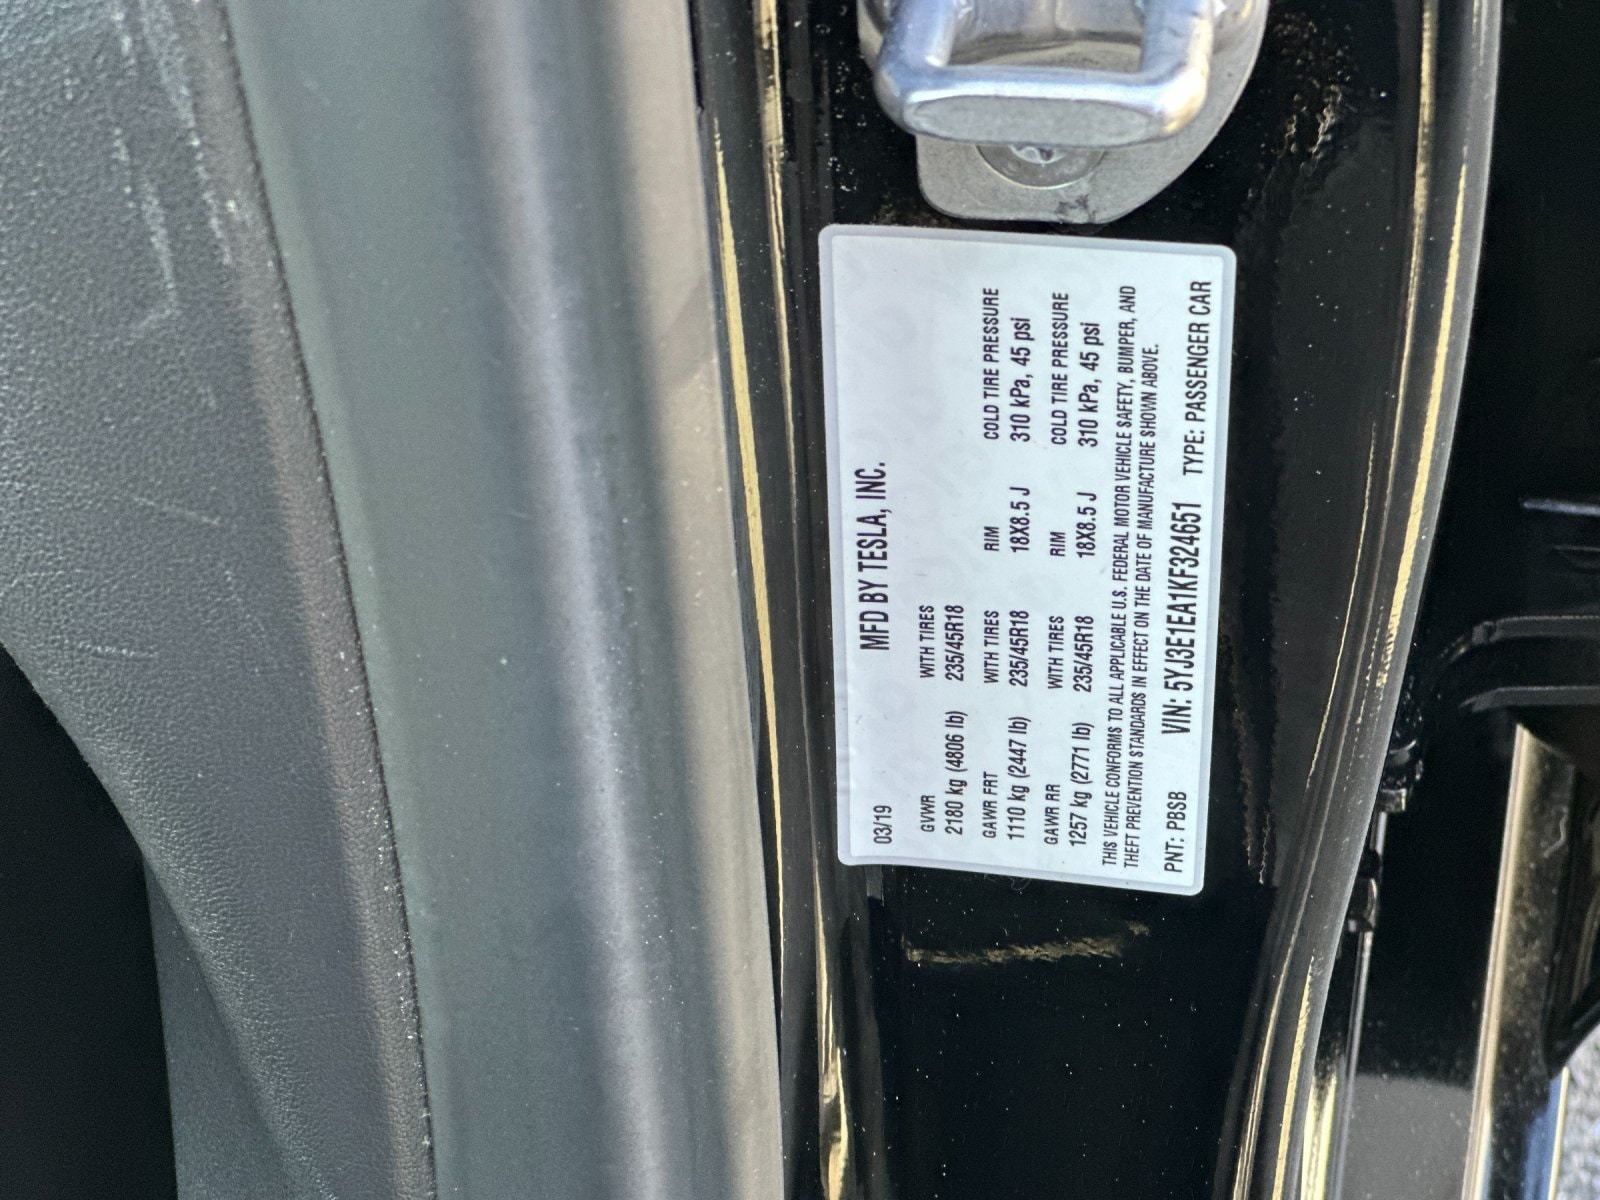 03/19 MFD BY TESLA, INC.
GVWR WITH TIRES
2180 kg (4806 lb) 235/45R18
GAWR FRT WITH TIRES RIM COLD TIRE PRESSURE
1110 kg (2447 lb) 235/45R18 18X8.5 J 310 kPa, 45 psi
GAWR RR WITH TIRES RIM COLD TIRE PRESSURE
1257 kg (2771 lb) 235/45R18 18X8.5 J 310 kPa, 45 psi
THIS VEHICLE CONFORMS TO ALL APPLICABLE U.S. FEDERAL MOTOR VEHICLE SAFETY, BUMPER, AND
THEFT PREVENTION STANDARDS IN EFFECT ON THE DATE OF MANUFACTURE SHOWN ABOVE.
PNT: PBSB VIN: 5YJ3E1EA1KF324651 TYPE: PASSENGER CAR